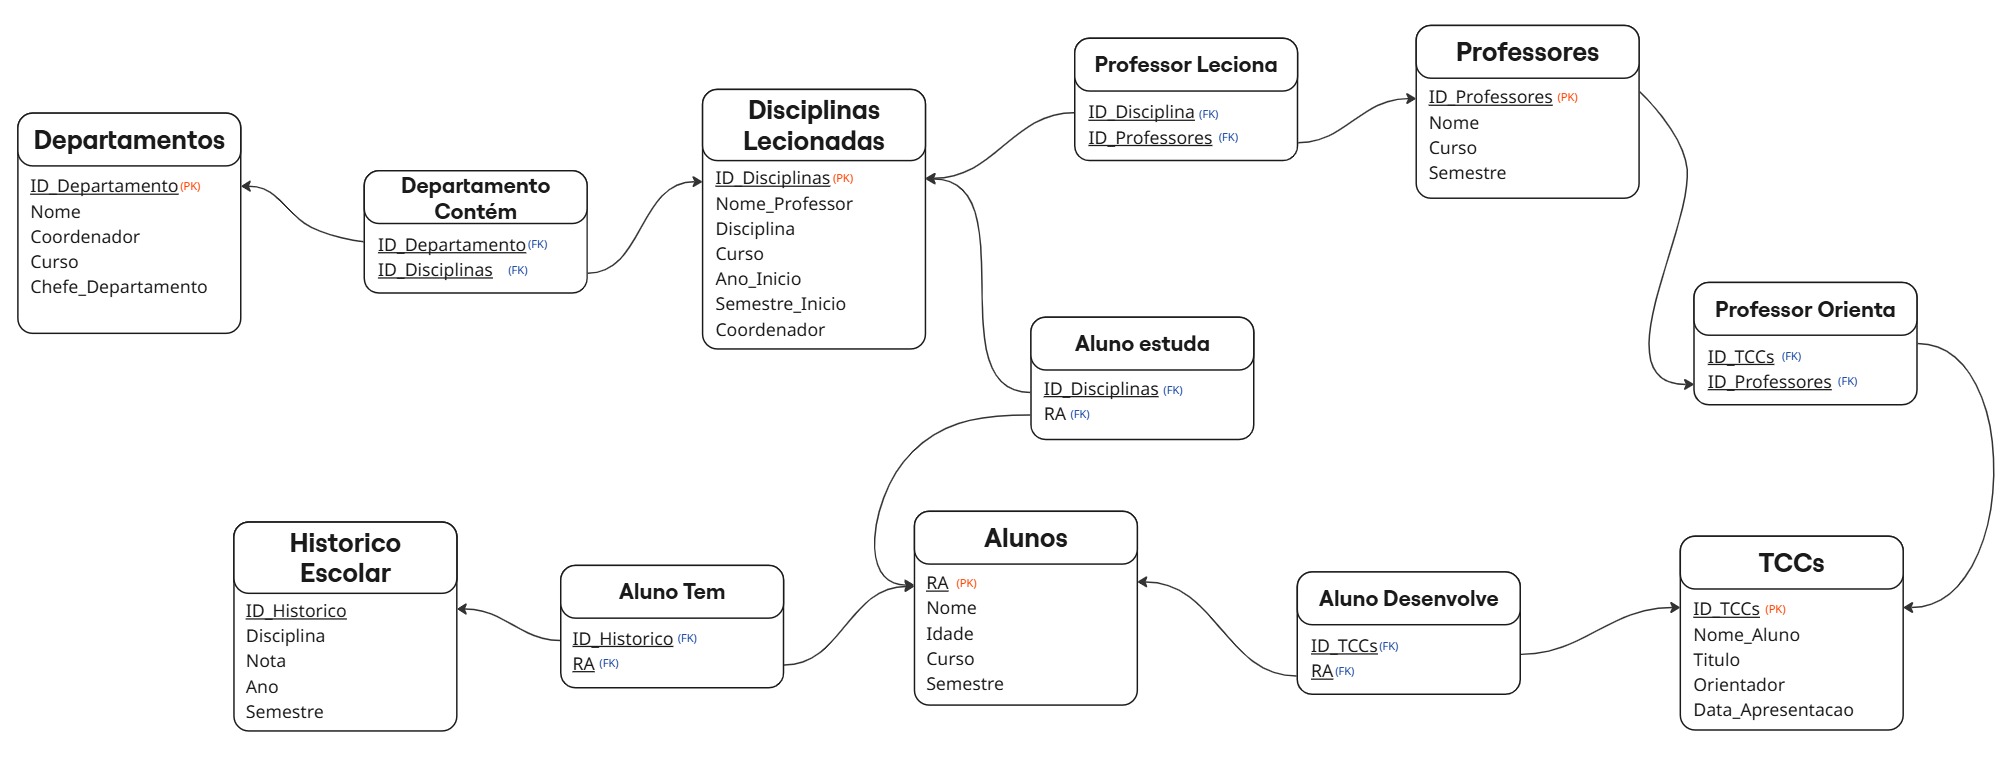 Departamentos
ID_Departamento (PK)
Nome
Coordenador
Curso
Chefe_Departamento
Departamento
Contém
ID_Departamento (FK)
ID_Disciplinas (FK)
Disciplinas
Lecionadas
ID_Disciplinas (PK)
Nome_Professor
Disciplina
Curso
Ano_Inicio
Semestre_Inicio
Coordenador
Professor Leciona
ID_Disciplina (FK)
ID_Professores (FK)
Professores
ID_Professores (PK)
Nome
Curso
Semestre
Professor Orienta
ID_TCCs (FK)
ID_Professores (FK)
Aluno estuda
ID_Disciplinas (FK)
RA (FK)
Historico
Escolar
ID_Historico
Disciplina
Nota
Ano
Semestre
Aluno Tem
ID_Historico (FK)
RA (FK)
Alunos
RA (PK)
Nome
Idade
Curso
Semestre
Aluno Desenvolve
ID_TCCs (FK)
RA (FK)
TCCs
ID_TCCs (PK)
Nome_Aluno
Titulo
Orientador
Data_Apresentacao